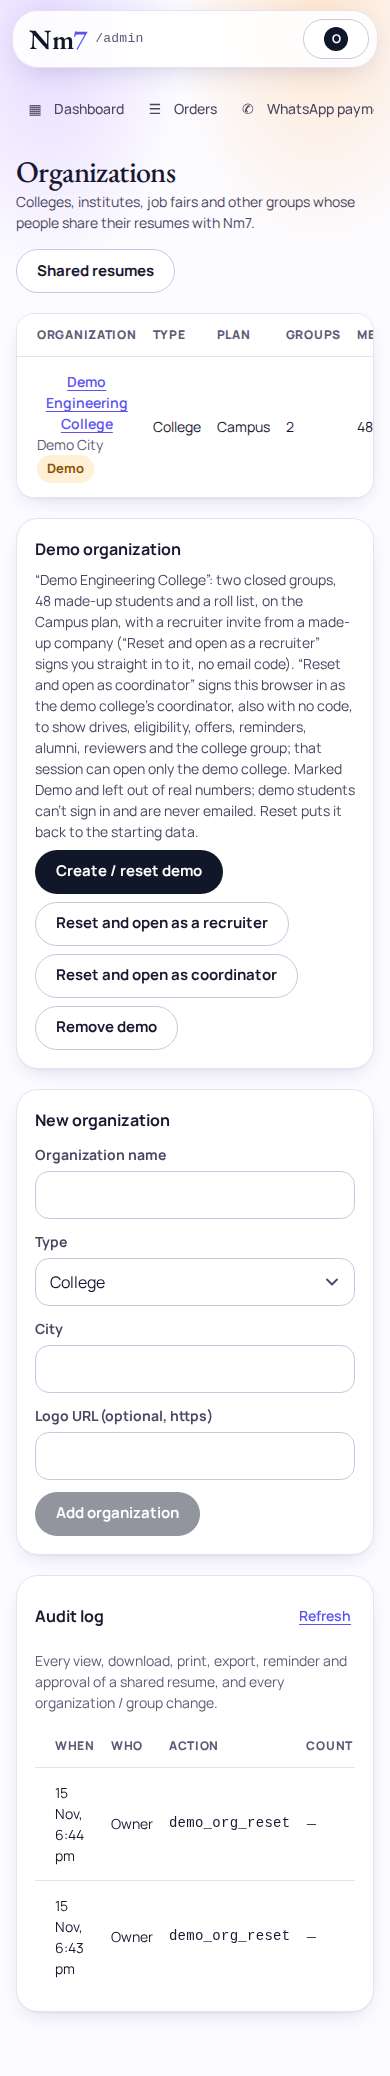 Nm7 /admin O
Dashboard Orders WhatsApp payme
Organizations
Colleges, institutes, job fairs and other groups whose
people share their resumes with Nm7.
Shared resumes
ORGANIZATION TYPE PLAN GROUPS ME
Demo
Engineering
College
Demo City
Demo
College Campus 2 48
Demo organization
“Demo Engineering College”: two closed groups,
48 made-up students and a roll list, on the
Campus plan, with a recruiter invite from a made-
up company (“Reset and open as a recruiter”
signs you straight in to it, no email code). “Reset
and open as coordinator” signs this browser in as
the demo college’s coordinator, also with no code,
to show drives, eligibility, offers, reminders,
alumni, reviewers and the college group; that
session can open only the demo college. Marked
Demo and left out of real numbers; demo students
can’t sign in and are never emailed. Reset puts it
back to the starting data.
Create / reset demo
Reset and open as a recruiter
Reset and open as coordinator
Remove demo
New organization
Organization name
Type
College
City
Logo URL (optional, https)
Add organization
Audit log Refresh
Every view, download, print, export, reminder and
approval of a shared resume, and every
organization / group change.
WHEN WHO ACTION COUNT
15
Nov,
6:44
pm
Owner demo_org_reset —
15
Nov,
6:43
pm
Owner demo_org_reset —